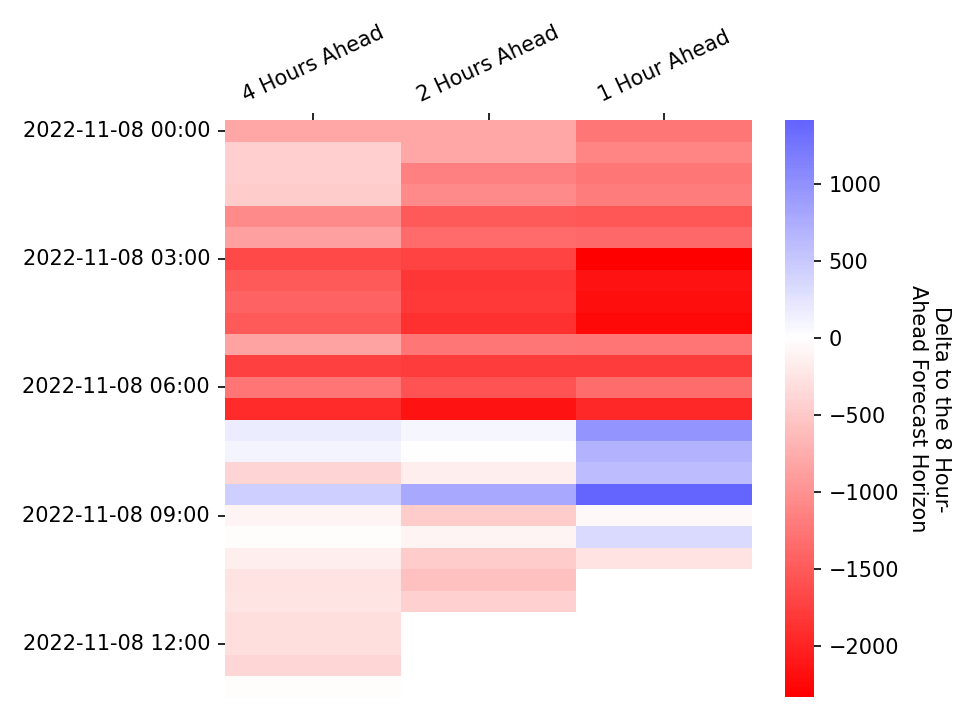 4 Hours Ahead
2 Hours Ahead
1 Hour Ahead
2022-11-08 00:00
2022-11-08 03:00
2022-11-08 06:00
2022-11-08 09:00
2022-11-08 12:00
1000
500
0
−500
−1000
−1500
−2000
Delta to the 8 Hour-
Ahead Forecast Horizon